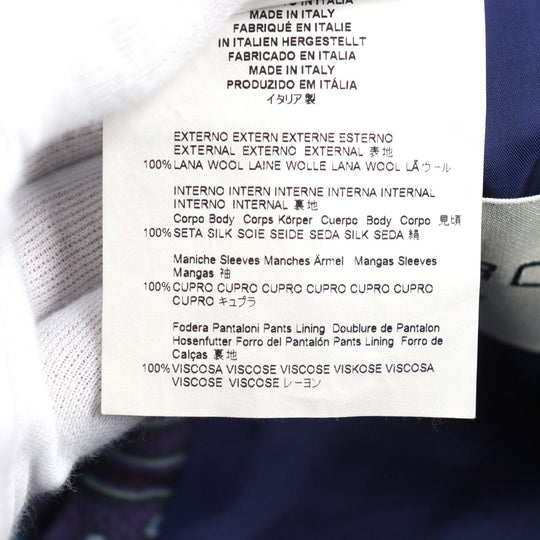 IN ITALIA
MADE IN ITALY
FABRIQUÉ EN ITALIE
IN ITALIEN HERGESTELLT
FABRICADO EN ITALIA
MADE IN ITALY
PRODUZIDO EM ITÁLIA
イタリア製
EXTERNO EXTERN EXTERNE ESTERNO
EXTERNAL EXTERNO EXTERNAL 表地
100% LANA WOOL LAINE WOLLE LANA WOOL LÃ ウール
INTERNO INTERN INTERNE INTERNA INTERNAL
INTERNO INTERNAL 裏地
Corpo Body Corps Körper Cuerpo Body Corpo 見頃
100% SETA SILK SOIE SEIDE SEDA SILK SEDA 絹
Maniche Sleeves Manches Ärmel Mangas Sleeves
Mangas 袖
100% CUPRO CUPRO CUPRO CUPRO CUPRO CUPRO
CUPRO キュプラ
Fodera Pantaloni Pants Lining Doublure de Pantalon
Hosenfutter Forro del Pantalón Pants Lining Forro de
Calças 裏地
100% VISCOSA VISCOSE VISCOSE VISKOSE VISCOSA
VISCOSE VISCOSE レーヨン